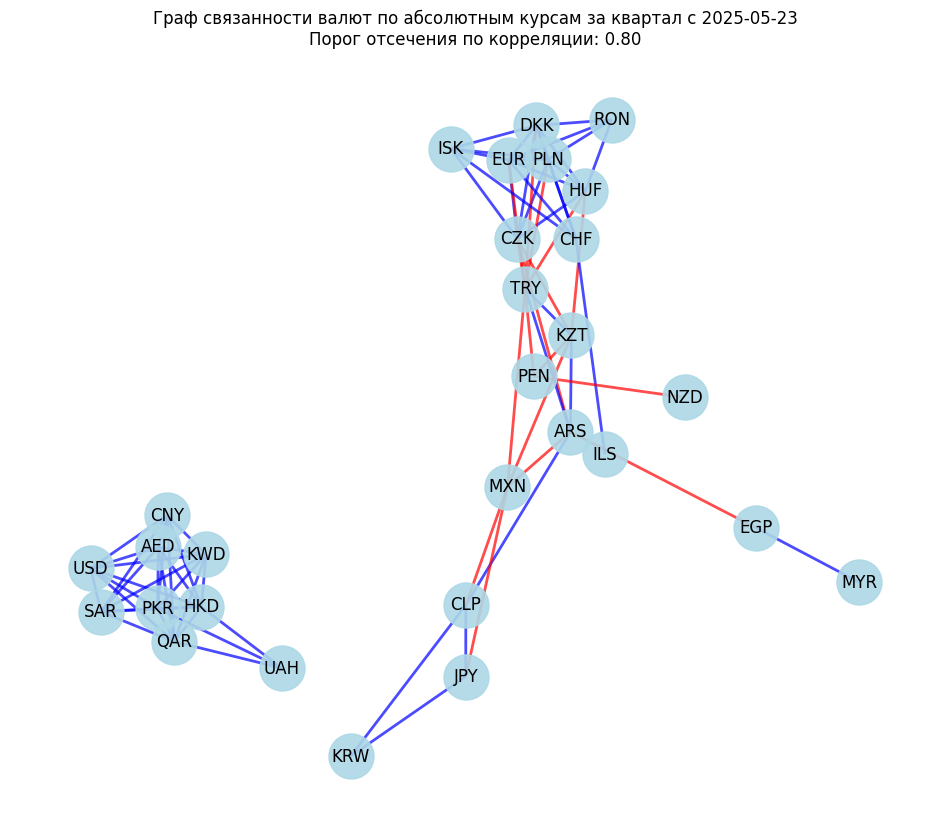 Граф связанности валют по абсолютным курсам за квартал с 2025-05-23
Порог отсечения по корреляции: 0.80
DKK
RON
ISK
EUR
PLN
HUF
CZK
CHF
TRY
KZT
PEN
NZD
ARS
ILS
MXN
CNY
EGP
AED
KWD
USD
MYR
SAR
PKR
HKD
CLP
QAR
UAH
JPY
KRW